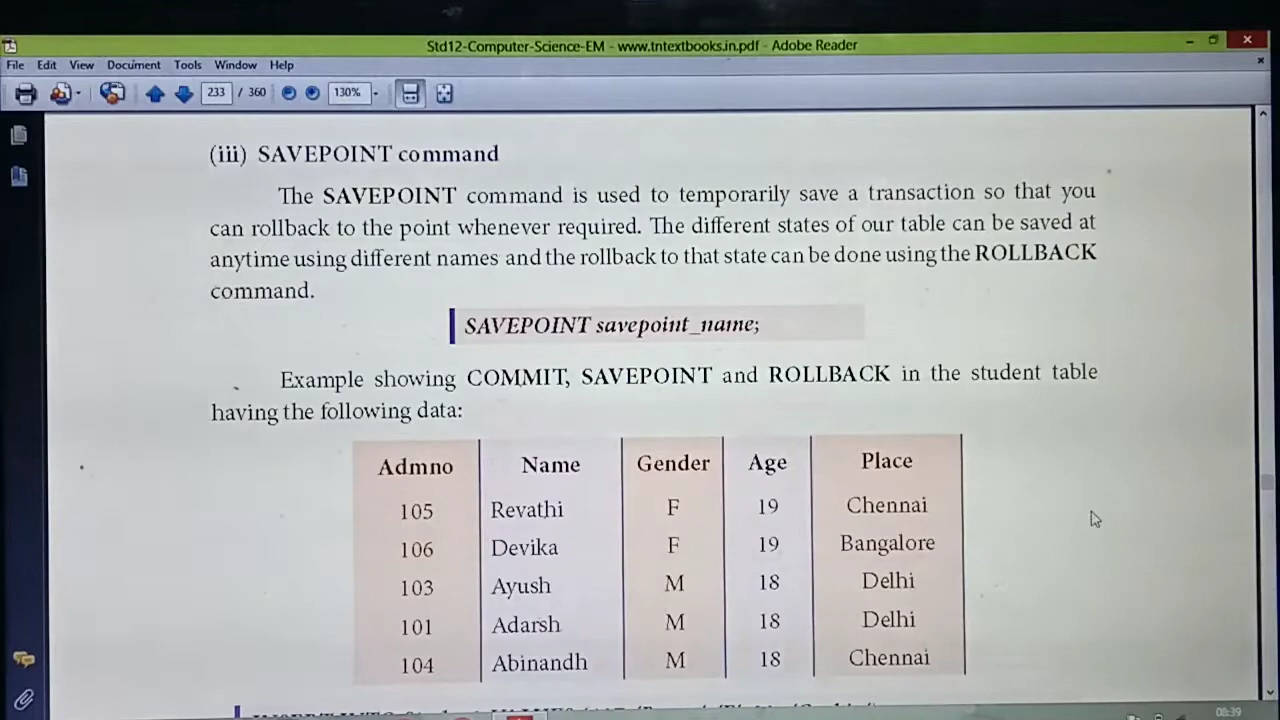 Std12-Computer-Science-EM - www.tntextbooks.in.pdf - Adobe Reader
File Edit View Document Tools Window Help
233 / 360 130%
(iii) SAVEPOINT command
The SAVEPOINT command is used to temporarily save a transaction so that you
can rollback to the point whenever required. The different states of our table can be saved at
anytime using different names and the rollback to that state can be done using the ROLLBACK
command.
SAVEPOINT savepoint_name;
Example showing COMMIT, SAVEPOINT and ROLLBACK in the student table
having the following data:
Admno Name Gender Age Place
105 Revathi F 19 Chennai
106 Devika F 19 Bangalore
103 Ayush M 18 Delhi
101 Adarsh M 18 Delhi
104 Abinandh M 18 Chennai
08:39